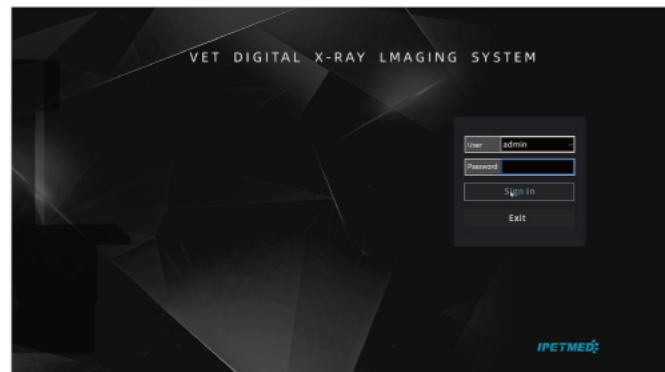 VET DIGITAL X-RAY LMAGING SYSTEM
User admin
Password
Sign In
Exit
IPETMED